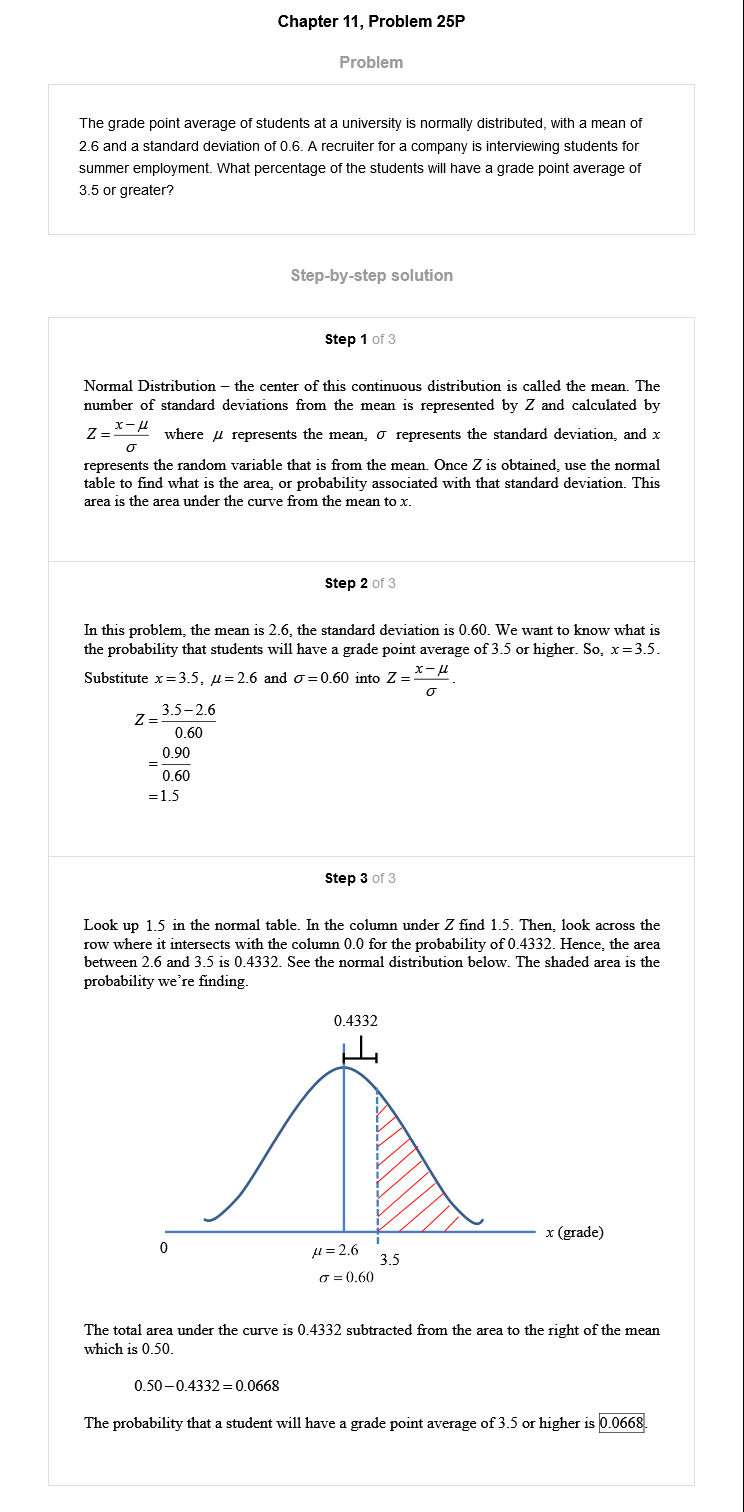 Chapter 11, Problem 25P
Problem
The grade point average of students at a university is normally distributed, with a mean of
2.6 and a standard deviation of 0.6. A recruiter for a company is interviewing students for
summer employment. What percentage of the students will have a grade point average of
3.5 or greater?
Step-by-step solution
Step 1 of 3
Normal Distribution – the center of this continuous distribution is called the mean. The
number of standard deviations from the mean is represented by Z and calculated by
Z = (x − μ)/σ where μ represents the mean, σ represents the standard deviation, and x
represents the random variable that is from the mean. Once Z is obtained, use the normal
table to find what is the area, or probability associated with that standard deviation. This
area is the area under the curve from the mean to x.
Step 2 of 3
In this problem, the mean is 2.6, the standard deviation is 0.60. We want to know what is
the probability that students will have a grade point average of 3.5 or higher. So, x = 3.5.
Substitute x = 3.5, μ = 2.6 and σ = 0.60 into Z = (x − μ)/σ.
Z = (3.5 − 2.6)/0.60
= 0.90/0.60
= 1.5
Step 3 of 3
Look up 1.5 in the normal table. In the column under Z find 1.5. Then, look across the
row where it intersects with the column 0.0 for the probability of 0.4332. Hence, the area
between 2.6 and 3.5 is 0.4332. See the normal distribution below. The shaded area is the
probability we're finding.
0.4332
x (grade)
0
μ = 2.6
3.5
σ = 0.60
The total area under the curve is 0.4332 subtracted from the area to the right of the mean
which is 0.50.
0.50 − 0.4332 = 0.0668
The probability that a student will have a grade point average of 3.5 or higher is 0.0668.